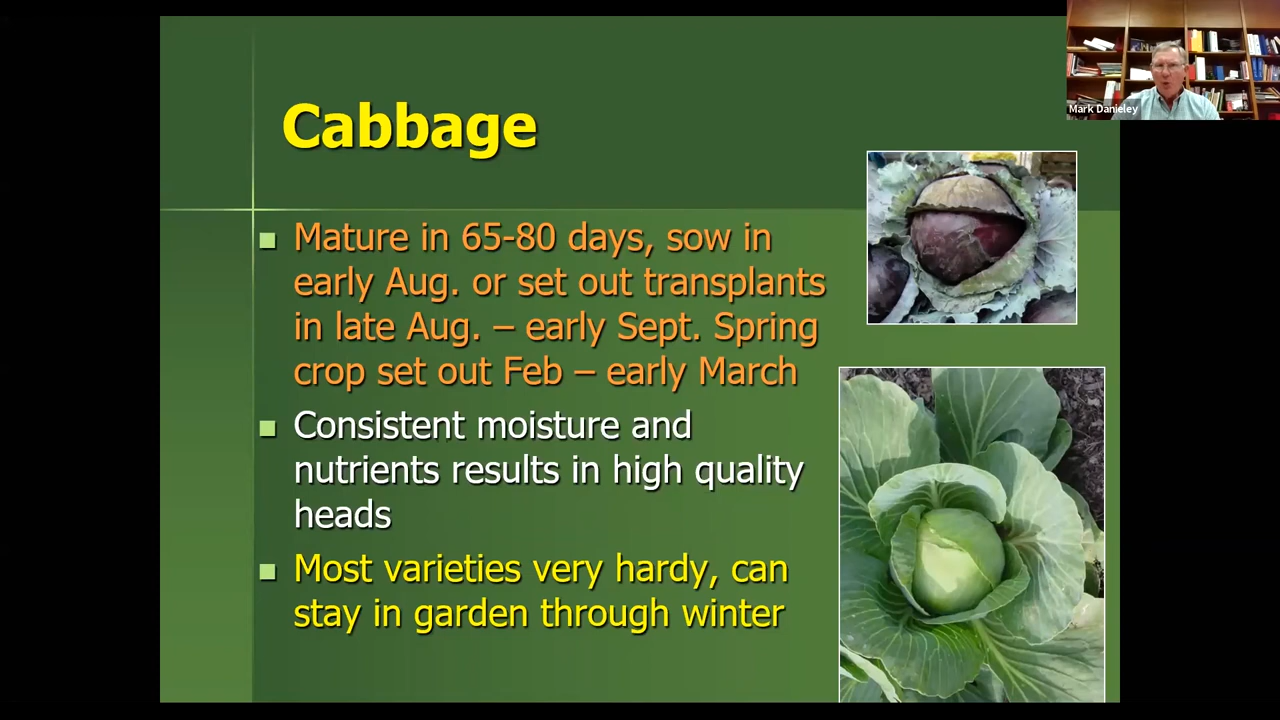 Cabbage
Mature in 65-80 days, sow in
early Aug. or set out transplants
in late Aug. – early Sept. Spring
crop set out Feb – early March
Consistent moisture and
nutrients results in high quality
heads
Most varieties very hardy, can
stay in garden through winter
Mark Danieley